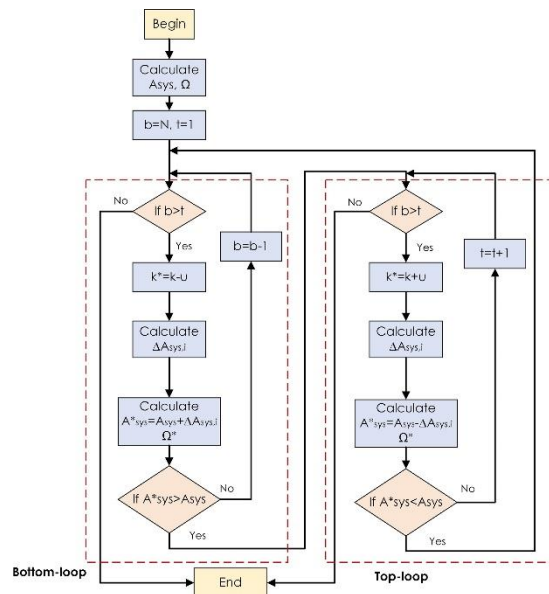 Begin
Calculate
Asys, Ω
b=N, t=1
No
If b>t
Yes
b=b-1
k*=k-u
Calculate
ΔAsys,i
Calculate
A*sys=Asys+ΔAsys,i
Ω*
If A*sys>Asys
No
Yes
Bottom-loop
No
If b>t
Yes
t=t+1
k*=k+u
Calculate
ΔAsys,i
Calculate
A*sys=Asys-ΔAsys,i
Ω*
If A*sys<Asys
No
Yes
Top-loop
End